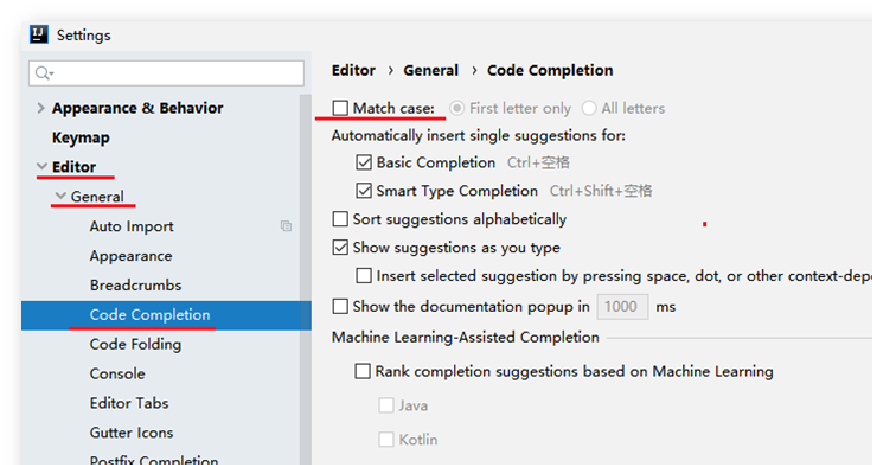 IJ Settings
Appearance & Behavior
Keymap
Editor
General
Auto Import
Appearance
Breadcrumbs
Code Completion
Code Folding
Console
Editor Tabs
Gutter Icons
Postfix Completion
Editor › General › Code Completion
Match case: First letter only All letters
Automatically insert single suggestions for:
Basic Completion Ctrl+空格
Smart Type Completion Ctrl+Shift+空格
Sort suggestions alphabetically
Show suggestions as you type
Insert selected suggestion by pressing space, dot, or other context-dep
Show the documentation popup in 1000 ms
Machine Learning-Assisted Completion
Rank completion suggestions based on Machine Learning
Java
Kotlin